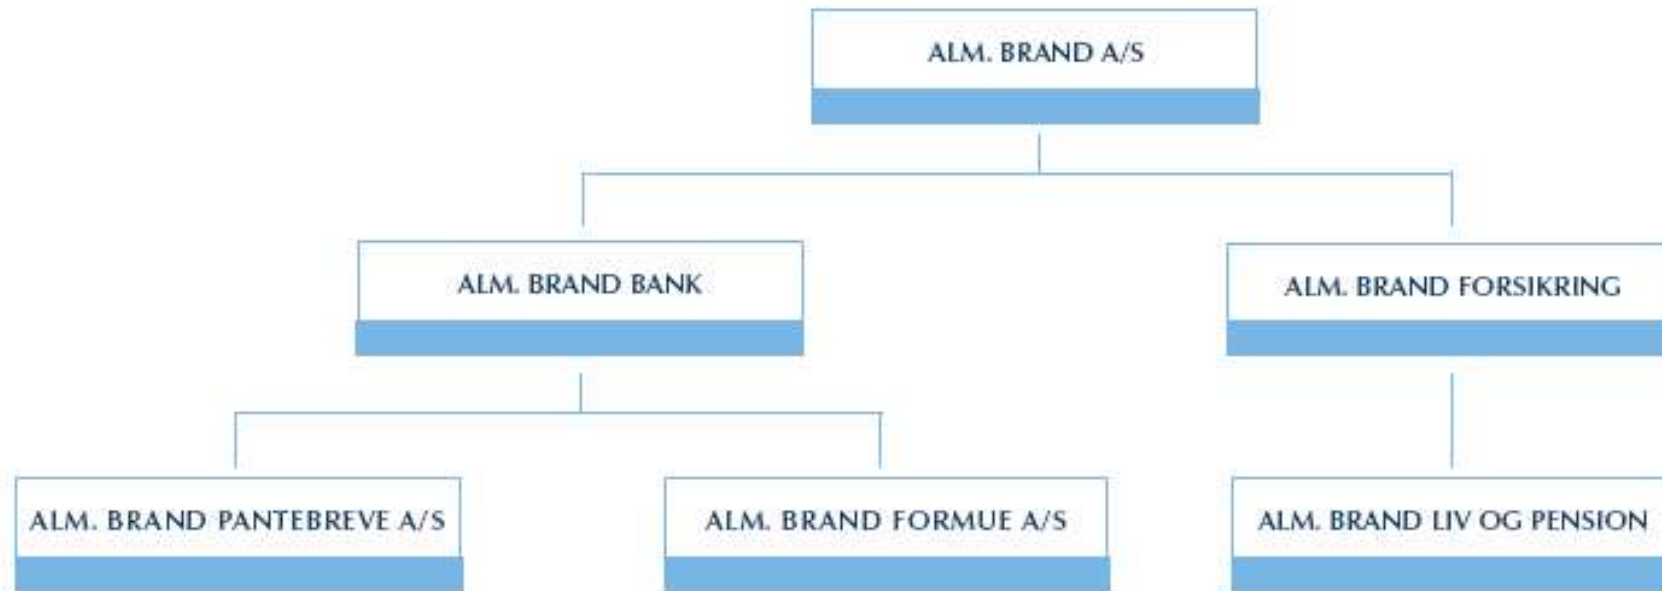 ALM. BRAND A/S
ALM. BRAND BANK
ALM. BRAND FORSIKRING
ALM. BRAND PANTEBREVE A/S
ALM. BRAND FORMUE A/S
ALM. BRAND LIV OG PENSION